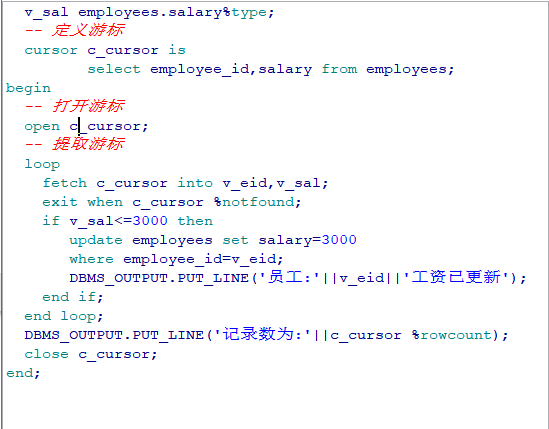 v_sal employees.salary%type;
-- 定义游标
cursor c_cursor is
select employee_id,salary from employees;
begin
-- 打开游标
open c_cursor;
-- 提取游标
loop
fetch c_cursor into v_eid,v_sal;
exit when c_cursor %notfound;
if v_sal<=3000 then
update employees set salary=3000
where employee_id=v_eid;
DBMS_OUTPUT.PUT_LINE('员工:'||v_eid||'工资已更新');
end if;
end loop;
DBMS_OUTPUT.PUT_LINE('记录数为:'||c_cursor %rowcount);
close c_cursor;
end;